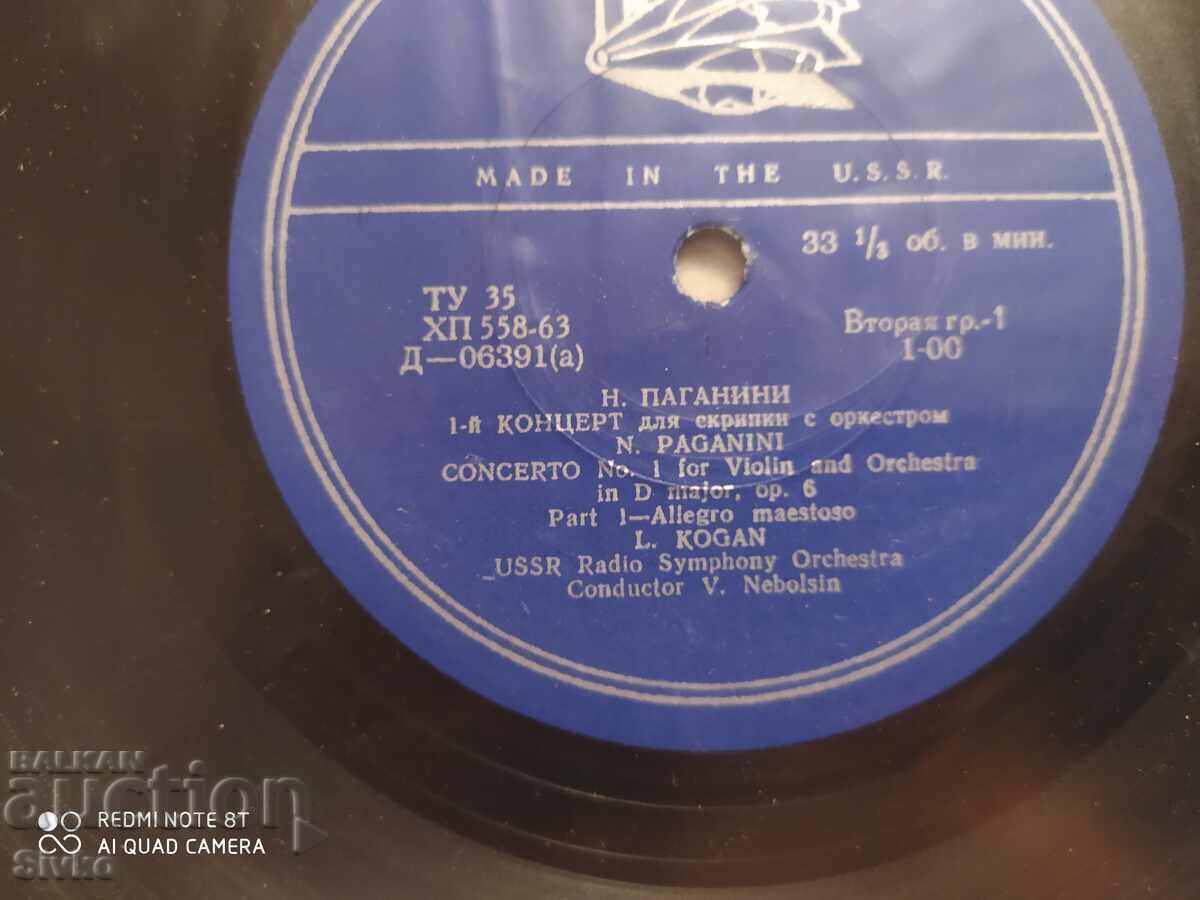 MADE IN THE U.S.S.R.
33 1/3 об. в мин.
ТУ 35
ХП 558-63
Д—06391(а)
Вторая гр.-1
1-00
Н. ПАГАНИНИ
1-й КОНЦЕРТ для скрипки с оркестром
N. PAGANINI
CONCERTO No. 1 for Violin and Orchestra
in D major, op. 6
Part 1—Allegro maestoso
L. KOGAN
USSR Radio Symphony Orchestra
Conductor V. Nebolsin
BALKAN
auction
REDMI NOTE 8T
AI QUAD CAMERA
Sivko